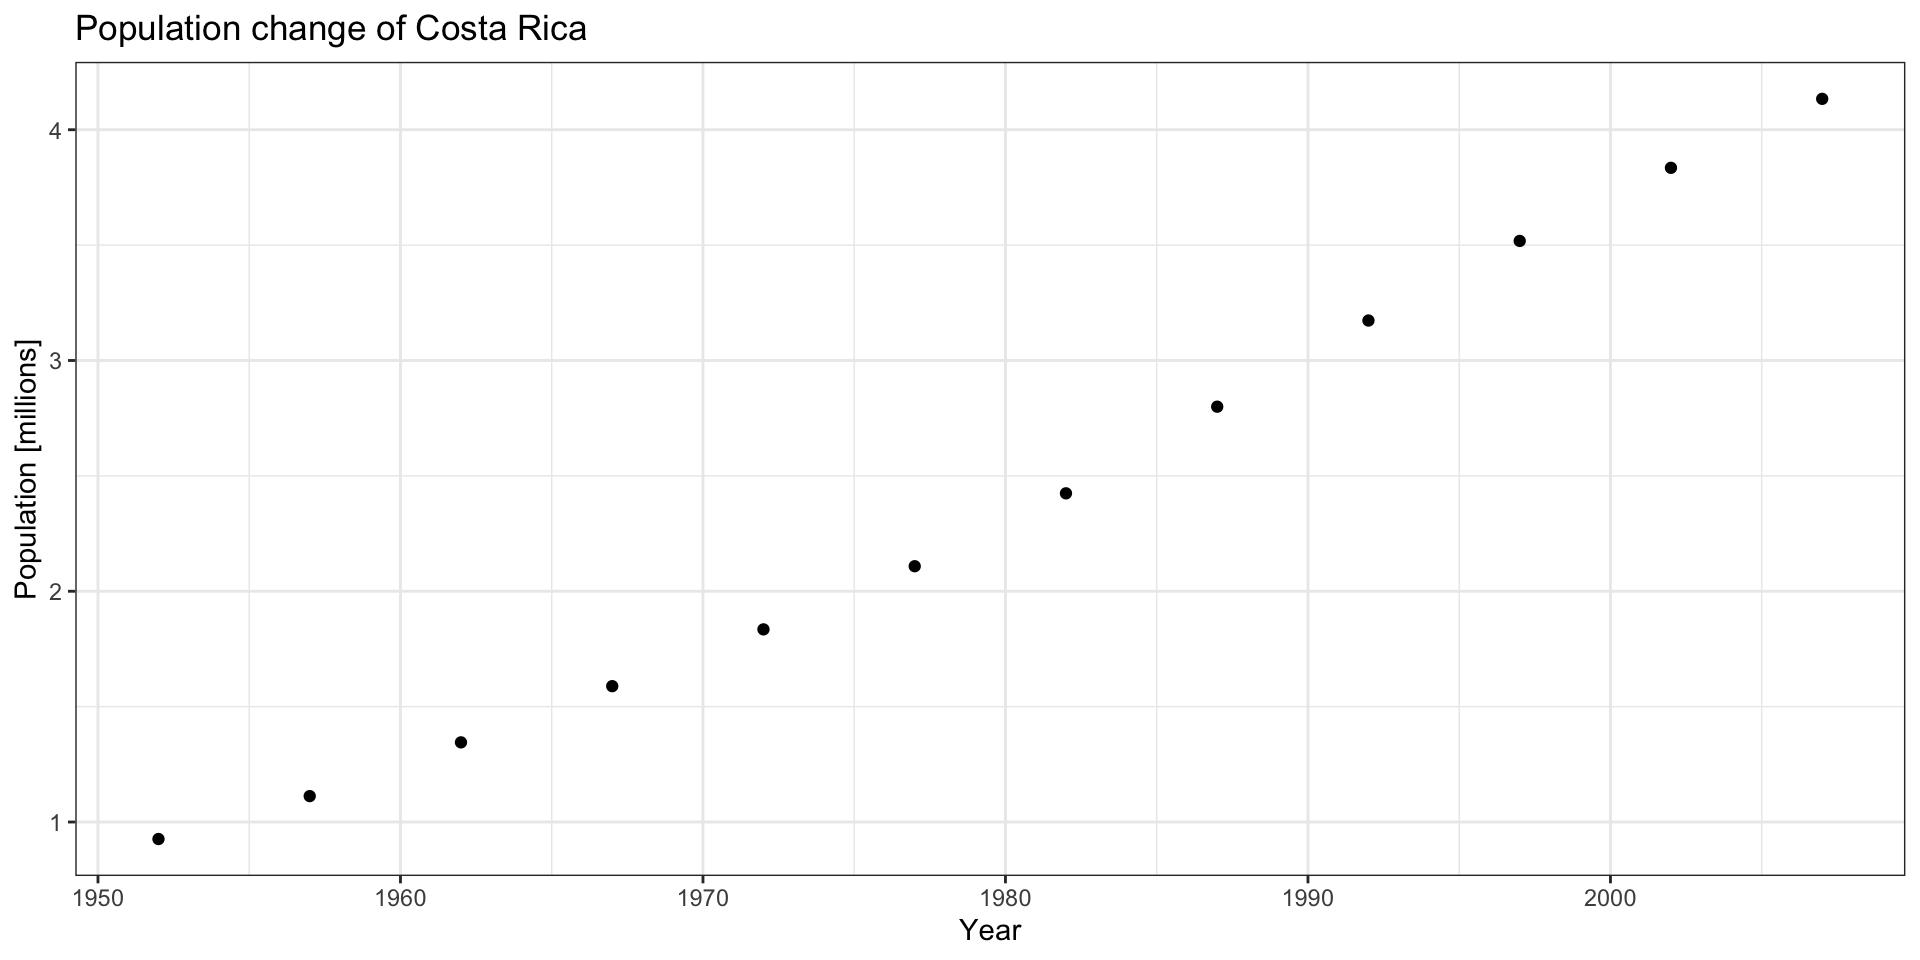 Population change of Costa Rica
Population [millions]
4
3
2
1
1950 1960 1970 1980 1990 2000
Year